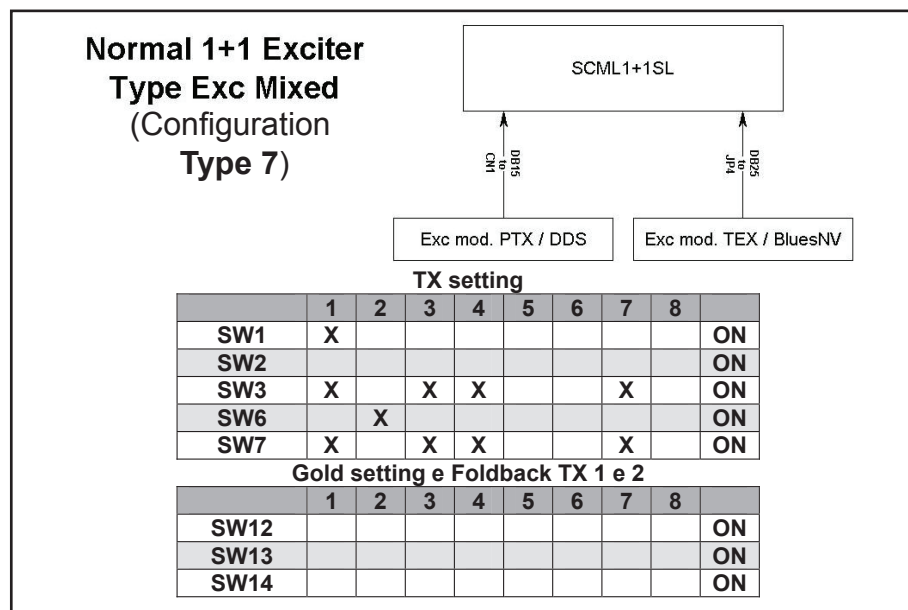 Normal 1+1 Exciter
Type Exc Mixed
(Configuration
Type 7)
SCML1+1SL
DB15
to
CN1
DB25
to
JP4
Exc mod. PTX / DDS
Exc mod. TEX / BluesNV
TX setting
1 2 3 4 5 6 7 8
SW1 X ON
SW2 ON
SW3 X X X X ON
SW6 X ON
SW7 X X X X ON
Gold setting e Foldback TX 1 e 2
1 2 3 4 5 6 7 8
SW12 ON
SW13 ON
SW14 ON